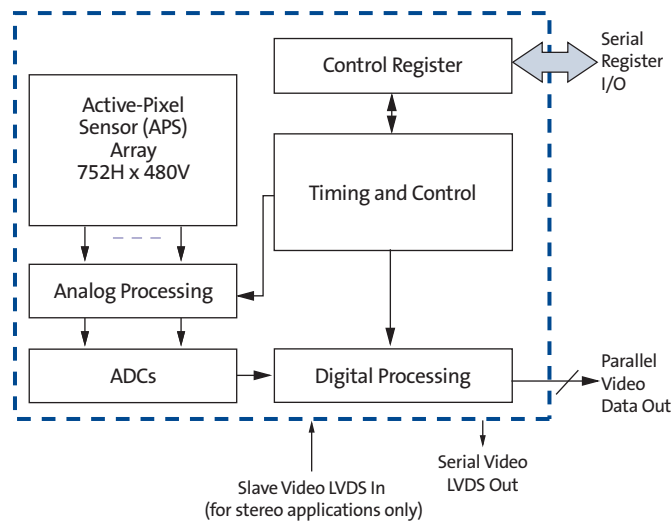 Control Register
Serial
Register
I/O
Active-Pixel
Sensor (APS)
Array
752H x 480V
Timing and Control
Analog Processing
ADCs
Digital Processing
Parallel
Video
Data Out
Slave Video LVDS In
(for stereo applications only)
Serial Video
LVDS Out